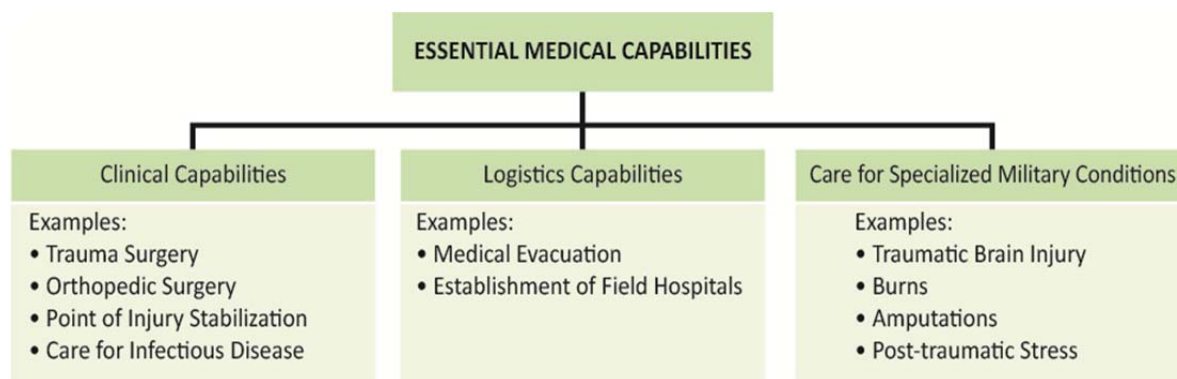 ESSENTIAL MEDICAL CAPABILITIES
Clinical Capabilities
Examples:
• Trauma Surgery
• Orthopedic Surgery
• Point of Injury Stabilization
• Care for Infectious Disease
Logistics Capabilities
Examples:
• Medical Evacuation
• Establishment of Field Hospitals
Care for Specialized Military Conditions
Examples:
• Traumatic Brain Injury
• Burns
• Amputations
• Post-traumatic Stress